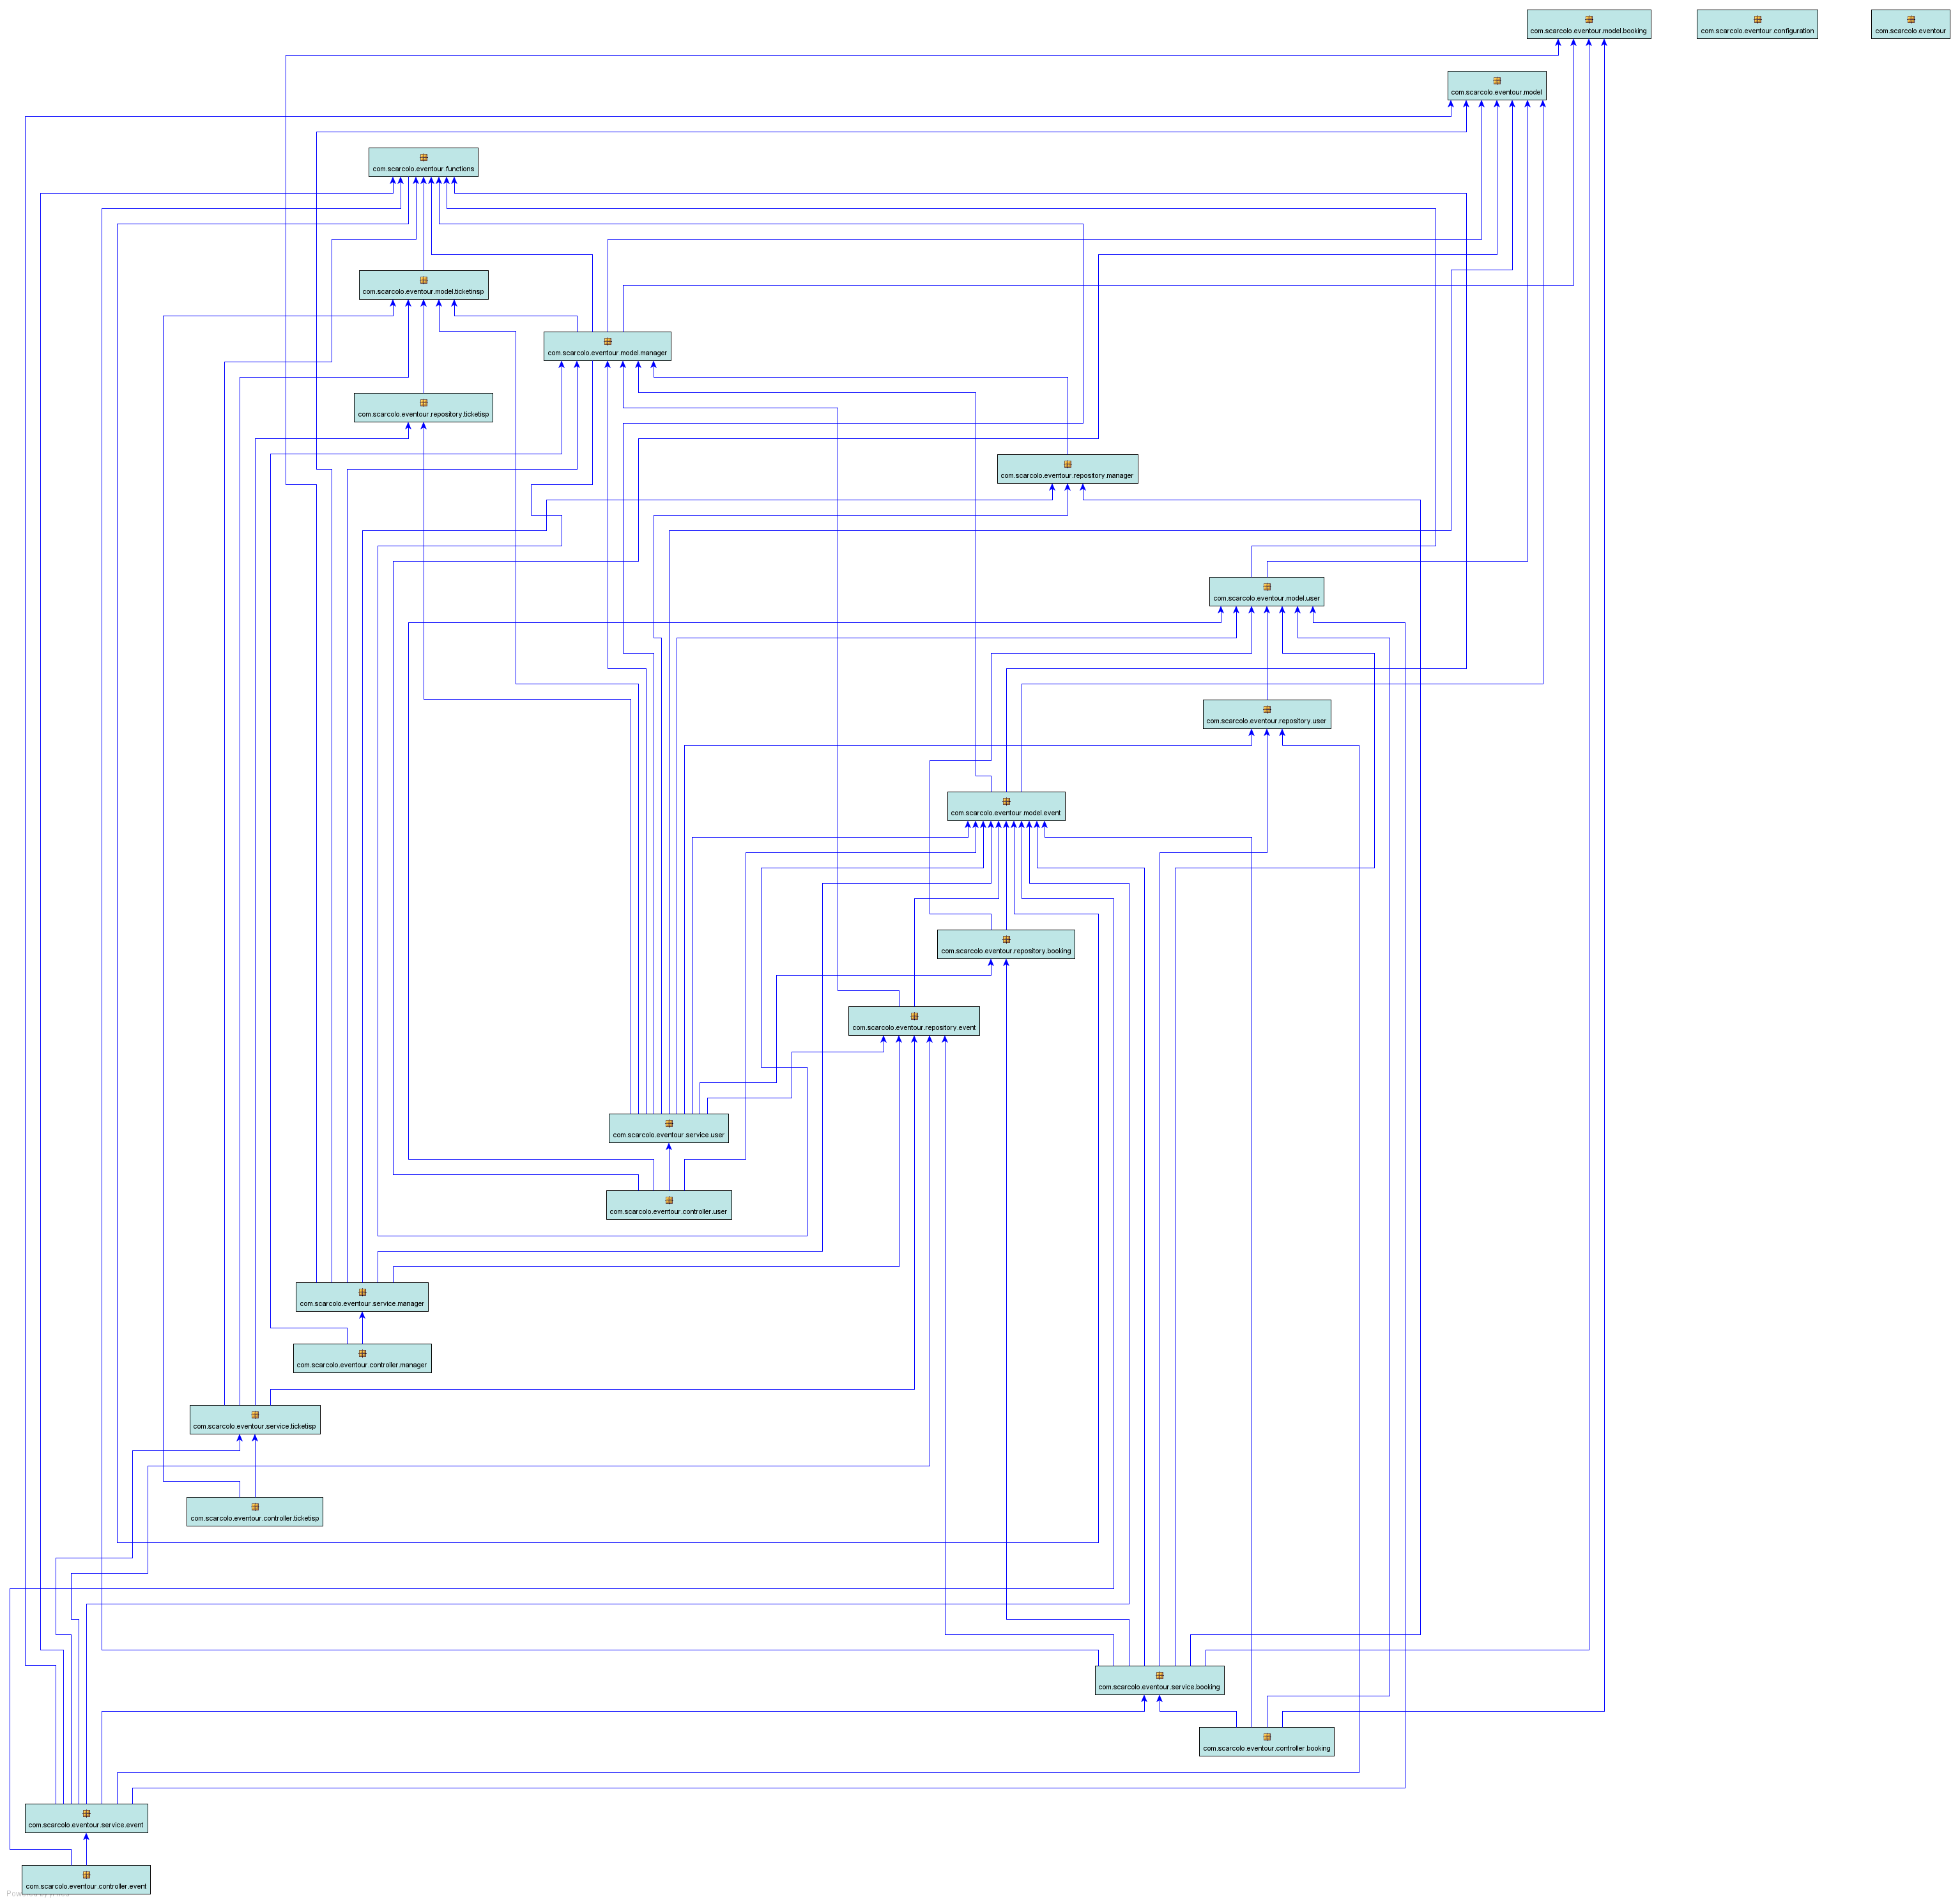 com.scarcolo.eventour.model.booking
com.scarcolo.eventour.configuration
com.scarcolo.eventour
com.scarcolo.eventour.model
com.scarcolo.eventour.functions
com.scarcolo.eventour.model.ticketinsp
com.scarcolo.eventour.model.manager
com.scarcolo.eventour.repository.ticketisp
com.scarcolo.eventour.repository.manager
com.scarcolo.eventour.model.user
com.scarcolo.eventour.repository.user
com.scarcolo.eventour.model.event
com.scarcolo.eventour.repository.booking
com.scarcolo.eventour.repository.event
com.scarcolo.eventour.service.user
com.scarcolo.eventour.controller.user
com.scarcolo.eventour.service.manager
com.scarcolo.eventour.controller.manager
com.scarcolo.eventour.service.ticketisp
com.scarcolo.eventour.controller.ticketisp
com.scarcolo.eventour.service.booking
com.scarcolo.eventour.controller.booking
com.scarcolo.eventour.service.event
com.scarcolo.eventour.controller.event